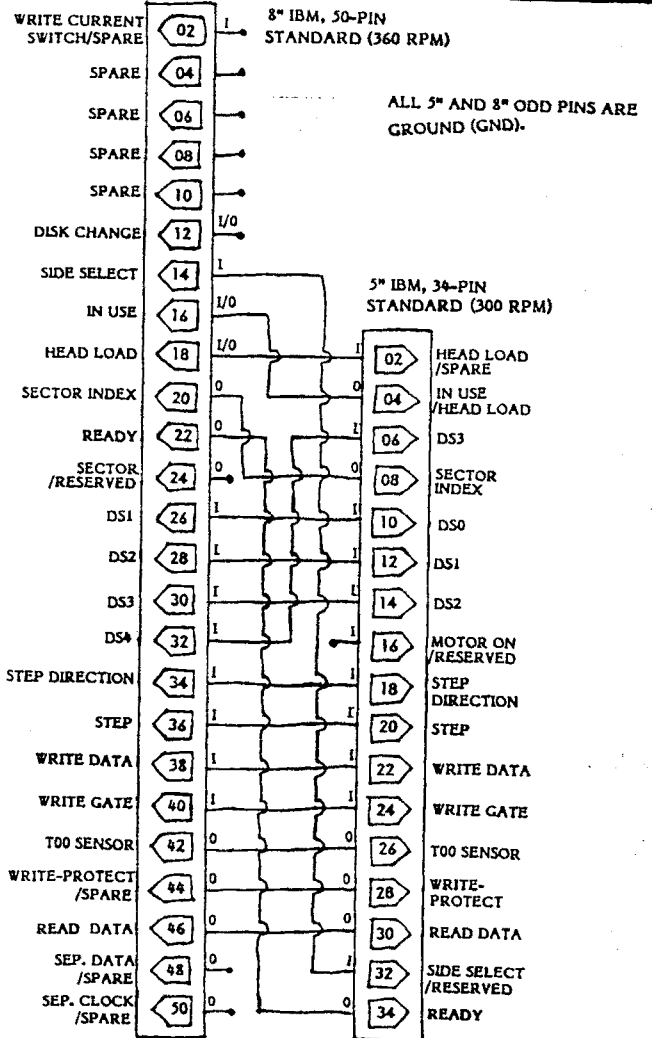 8" IBM, 50-PIN
STANDARD (360 RPM)
ALL 5" AND 8" ODD PINS ARE
GROUND (GND).
WRITE CURRENT
SWITCH/SPARE
02
I
SPARE
04
SPARE
06
SPARE
08
SPARE
10
DISK CHANGE
12
I/O
SIDE SELECT
14
I
IN USE
16
I/O
HEAD LOAD
18
I/O
SECTOR INDEX
20
O
READY
22
O
SECTOR
/RESERVED
24
O
DS1
26
I
DS2
28
I
DS3
30
I
DS4
32
I
STEP DIRECTION
34
I
STEP
36
I
WRITE DATA
38
I
WRITE GATE
40
I
T00 SENSOR
42
O
WRITE-PROTECT
/SPARE
44
O
READ DATA
46
O
SEP. DATA
/SPARE
48
O
SEP. CLOCK
/SPARE
50
O
5" IBM, 34-PIN
STANDARD (300 RPM)
I
02
HEAD LOAD
/SPARE
O
04
IN USE
/HEAD LOAD
I
06
DS3
O
08
SECTOR
INDEX
I
10
DS0
I
12
DS1
I
14
DS2
I
16
MOTOR ON
/RESERVED
I
18
STEP
DIRECTION
I
20
STEP
I
22
WRITE DATA
I
24
WRITE GATE
O
26
T00 SENSOR
O
28
WRITE-
PROTECT
O
30
READ DATA
I
32
SIDE SELECT
/RESERVED
O
34
READY